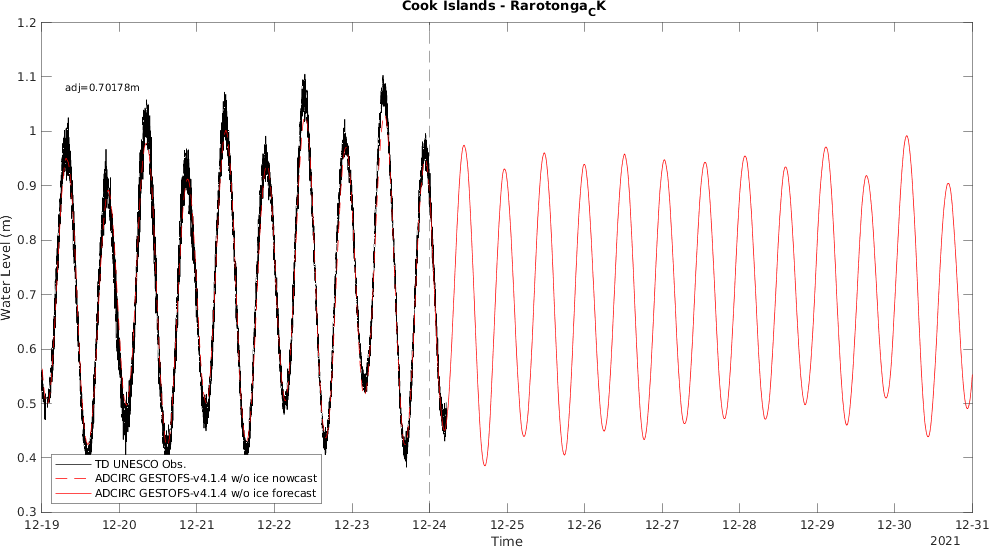 Cook Islands - Rarotonga_CK
adj=0.70178m
Water Level (m)
1.2
1.1
1
0.9
0.8
0.7
0.6
0.5
0.4
0.3
TD UNESCO Obs.
ADCIRC GESTOFS-v4.1.4 w/o ice nowcast
ADCIRC GESTOFS-v4.1.4 w/o ice forecast
12-19 12-20 12-21 12-22 12-23 12-24 12-25 12-26 12-27 12-28 12-29 12-30 12-31
Time
2021